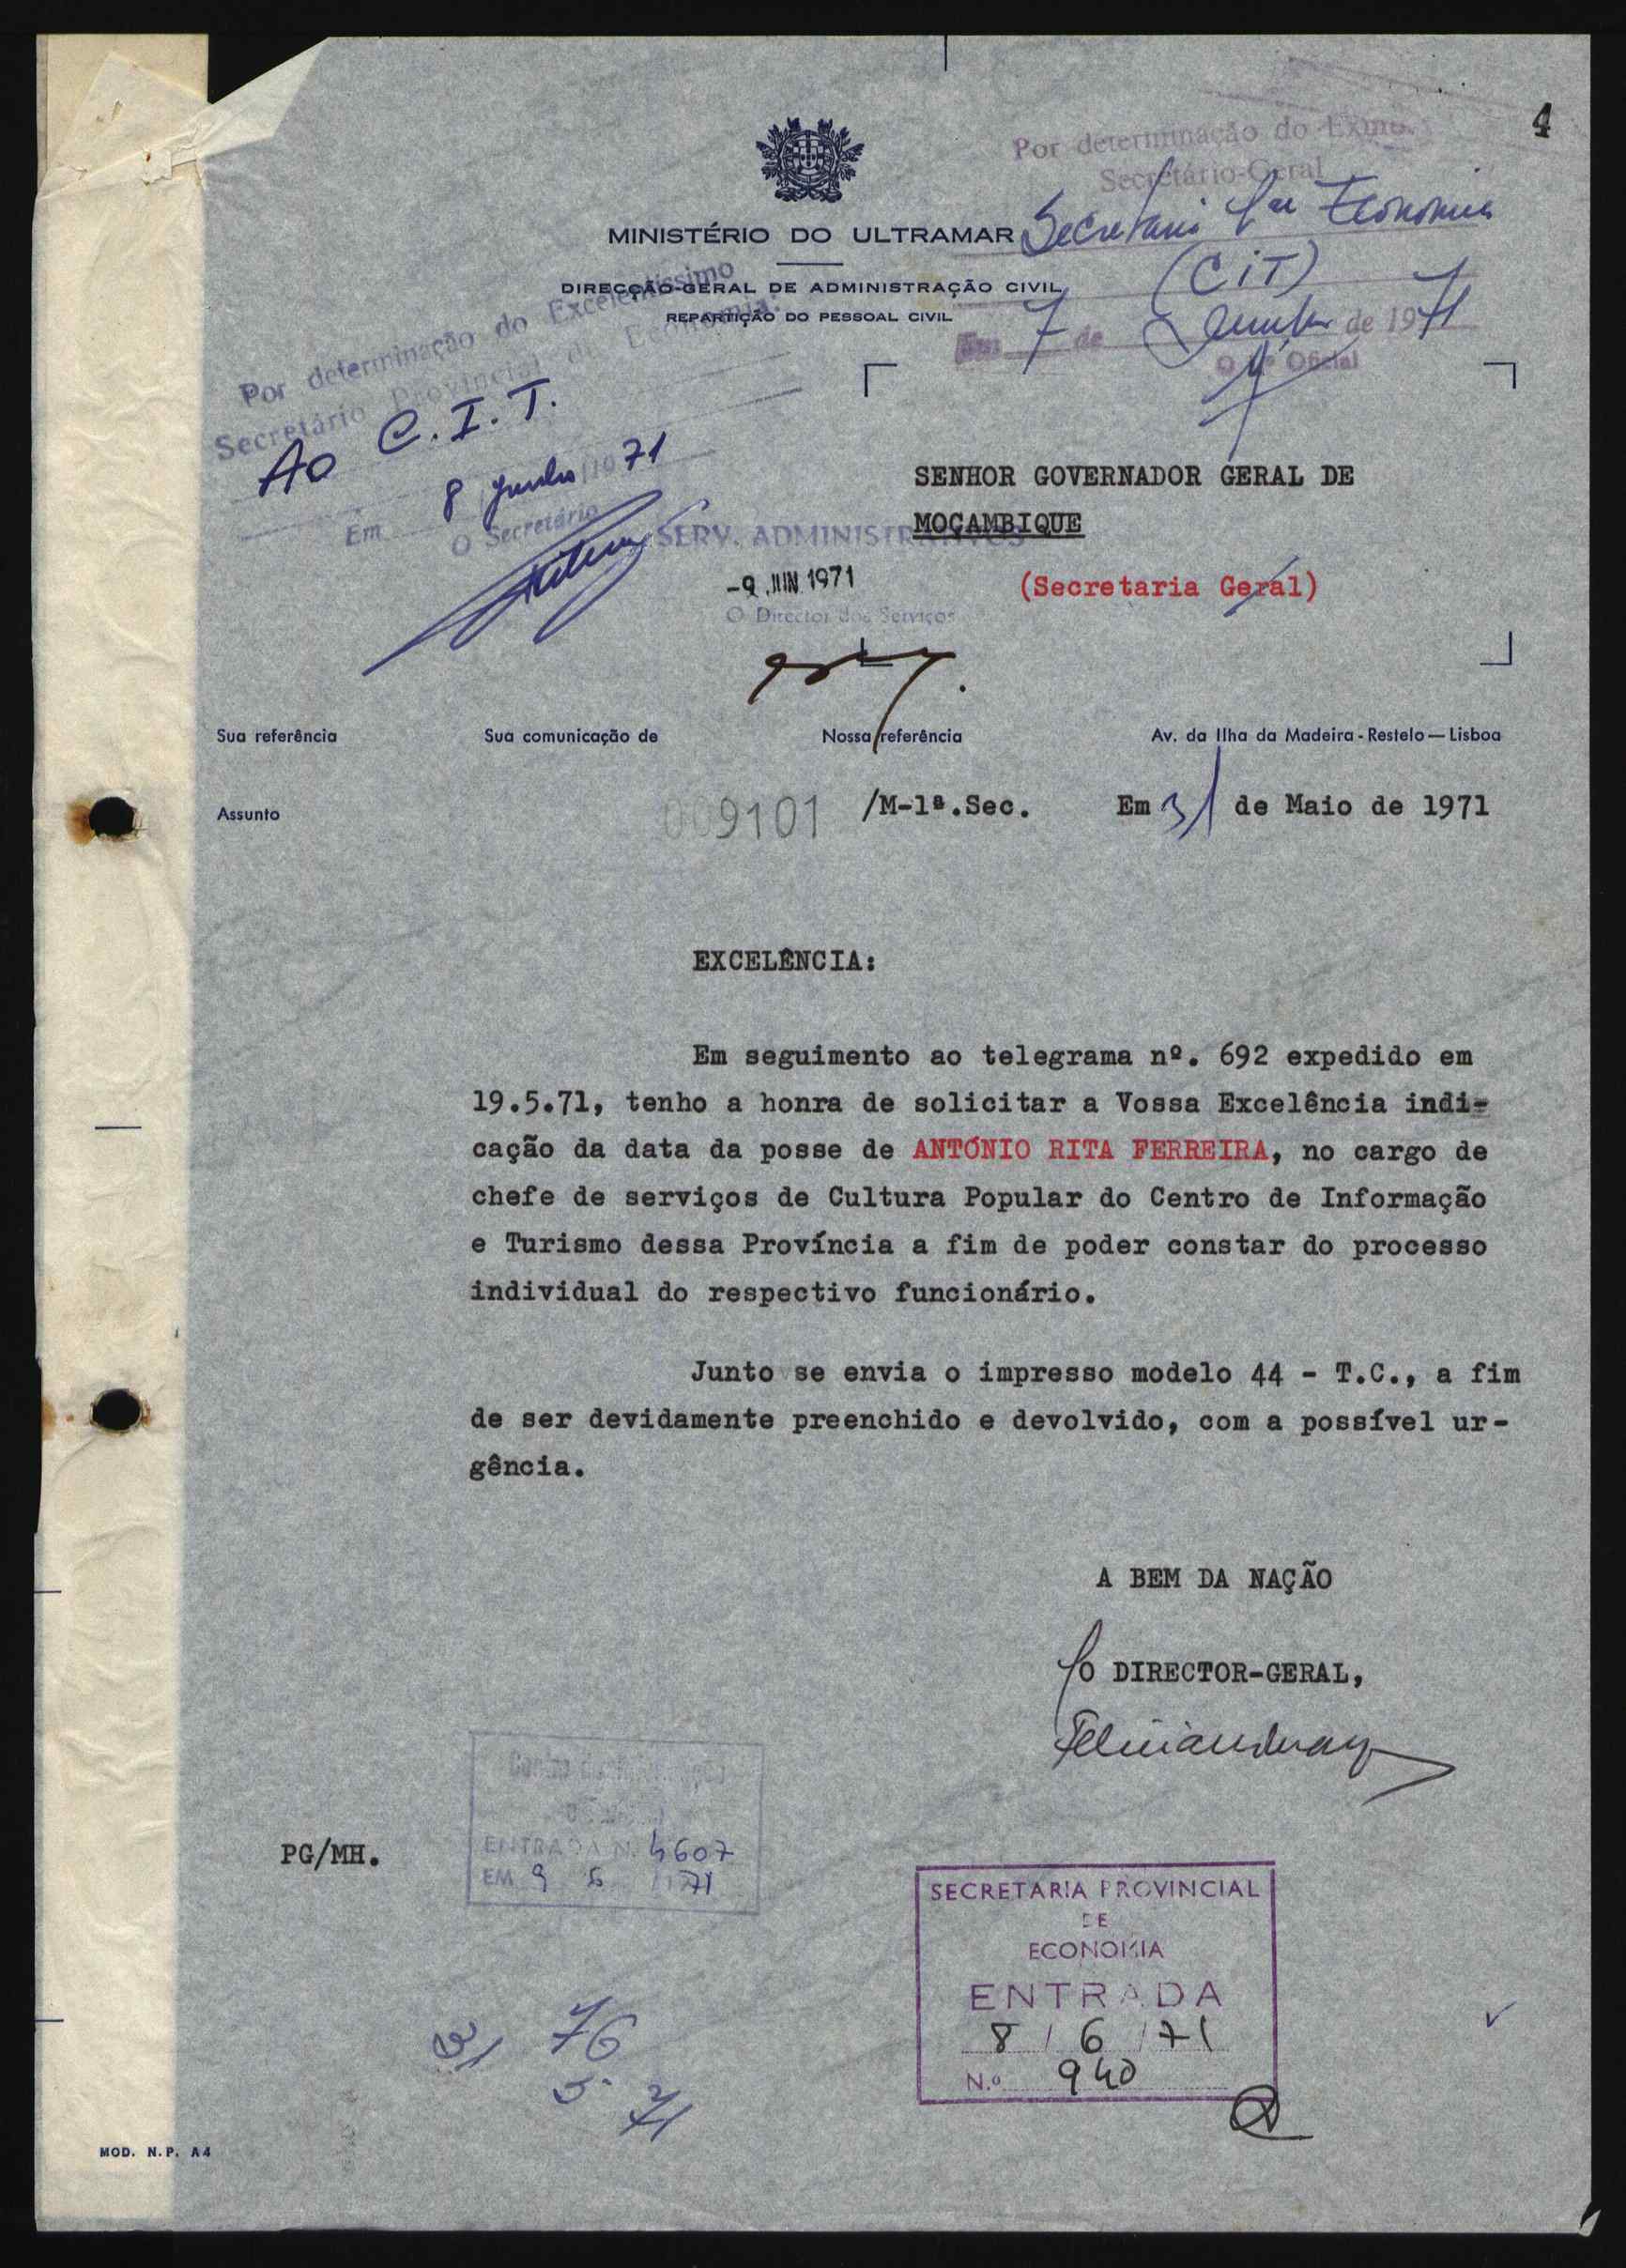 4
Por determinação do Exmo.
Secretário-Geral
Secretaria Economia
(CIT)
Em 7 de Junho de 1971
O Oficial
MINISTÉRIO DO ULTRAMAR
DIRECÇÃO-GERAL DE ADMINISTRAÇÃO CIVIL
REPARTIÇÃO DO PESSOAL CIVIL
Por determinação do Excelentíssimo
Secretário Provincial de Economia:
Ao C.I.T.
Em 8 Junho 1971
O Secretário
SENHOR GOVERNADOR GERAL DE
MOÇAMBIQUE
(Secretaria Geral)
SERV. ADMINISTRATIVOS
-9 JUN 1971
O Director dos Serviços
Sua referência
Sua comunicação de
Nossa referência
Av. da Ilha da Madeira - Restelo — Lisboa
Assunto
009101 /M-1ª.Sec.
Em 31 de Maio de 1971
EXCELÊNCIA:
Em seguimento ao telegrama nº. 692 expedido em
19.5.71, tenho a honra de solicitar a Vossa Excelência indi-
cação da data da posse de ANTÓNIO RITA FERREIRA, no cargo de
chefe de serviços de Cultura Popular do Centro de Informação
e Turismo dessa Província a fim de poder constar do processo
individual do respectivo funcionário.
Junto se envia o impresso modelo 44 - T.C., a fim
de ser devidamente preenchido e devolvido, com a possível ur-
gência.
A BEM DA NAÇÃO
O DIRECTOR-GERAL,
ENTRADA N. 4607
EM 9 6 1971
PG/MH.
SECRETARIA PROVINCIAL
DE
ECONOMIA
ENTRADA
8 / 6 / 71
N.º 940
31 76
5. 71
MOD. N.P. A4